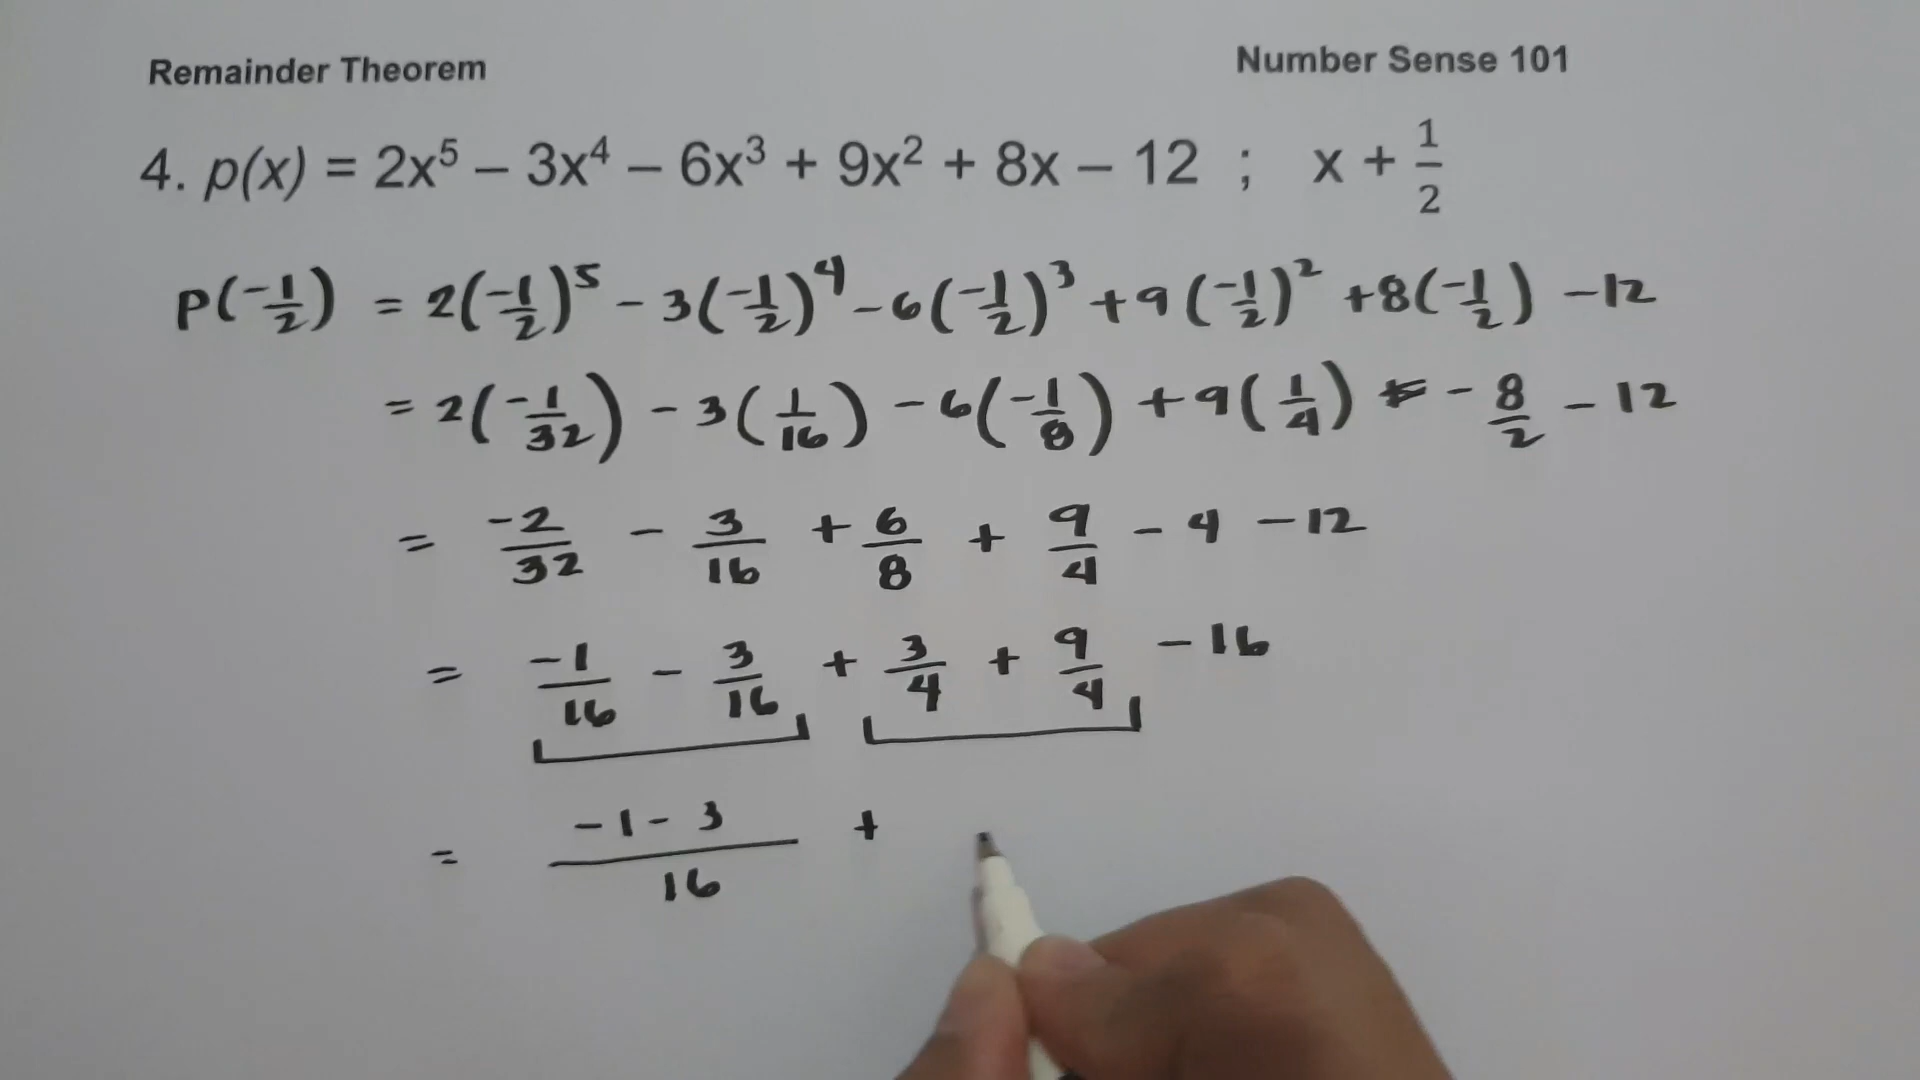 Remainder Theorem Number Sense 101
4. p(x) = 2x⁵ – 3x⁴ – 6x³ + 9x² + 8x – 12 ; x + 1/2
P(-1/2) = 2(-1/2)⁵ - 3(-1/2)⁴ - 6(-1/2)³ + 9(-1/2)² + 8(-1/2) - 12
= 2(-1/32) - 3(1/16) - 6(-1/8) + 9(1/4) - 8/2 - 12
= -2/32 - 3/16 + 6/8 + 9/4 - 4 - 12
= -1/16 - 3/16 + 3/4 + 9/4 - 16
= -1-3/16 +